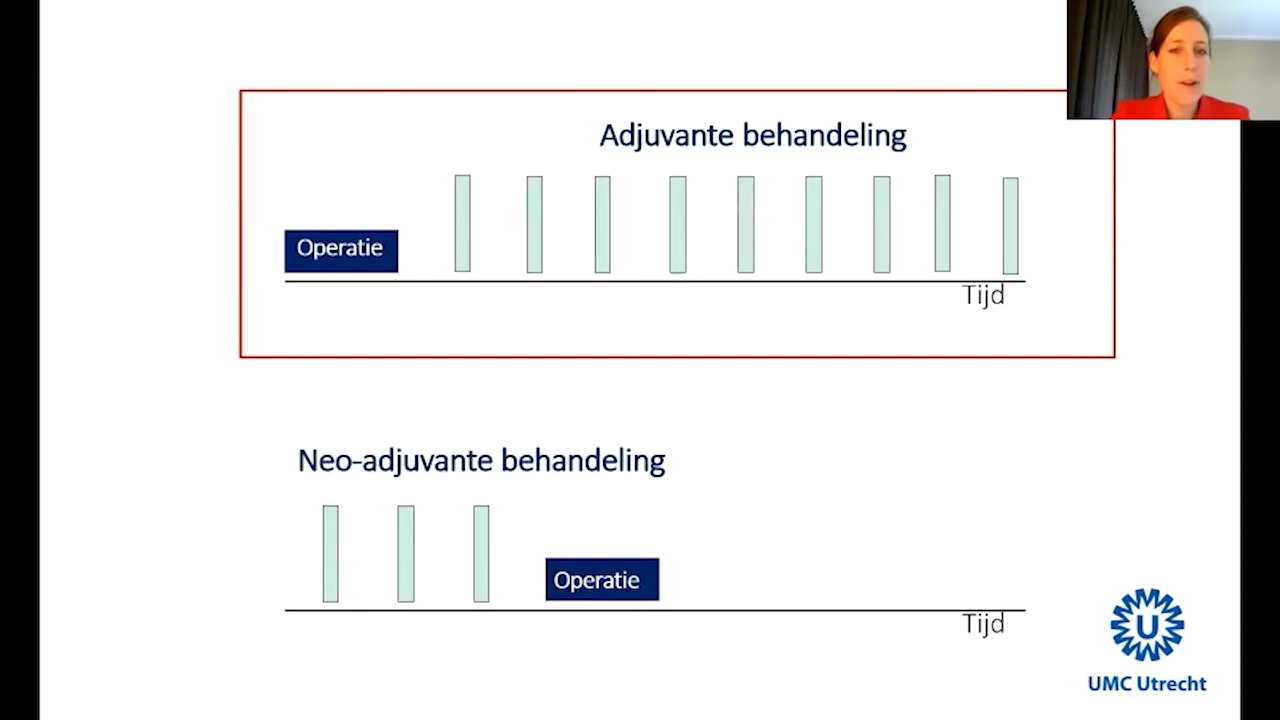 Adjuvante behandeling
Operatie
Tijd
Neo-adjuvante behandeling
Operatie
Tijd
U
UMC Utrecht